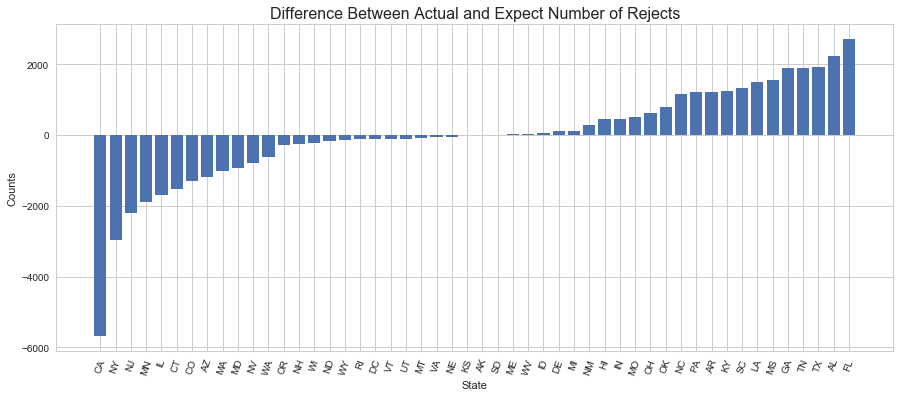 Difference Between Actual and Expect Number of Rejects
Counts
2000
0
−2000
−4000
−6000
CA NY NJ MN IL CT CO AZ MA MD NV WA OR NH WI ND WY RI DC VT UT MT VA NE KS AK SD ME WV ID DE MI NM HI IN MO OH OK NC PA AR KY SC LA MS GA TN TX AL FL
State